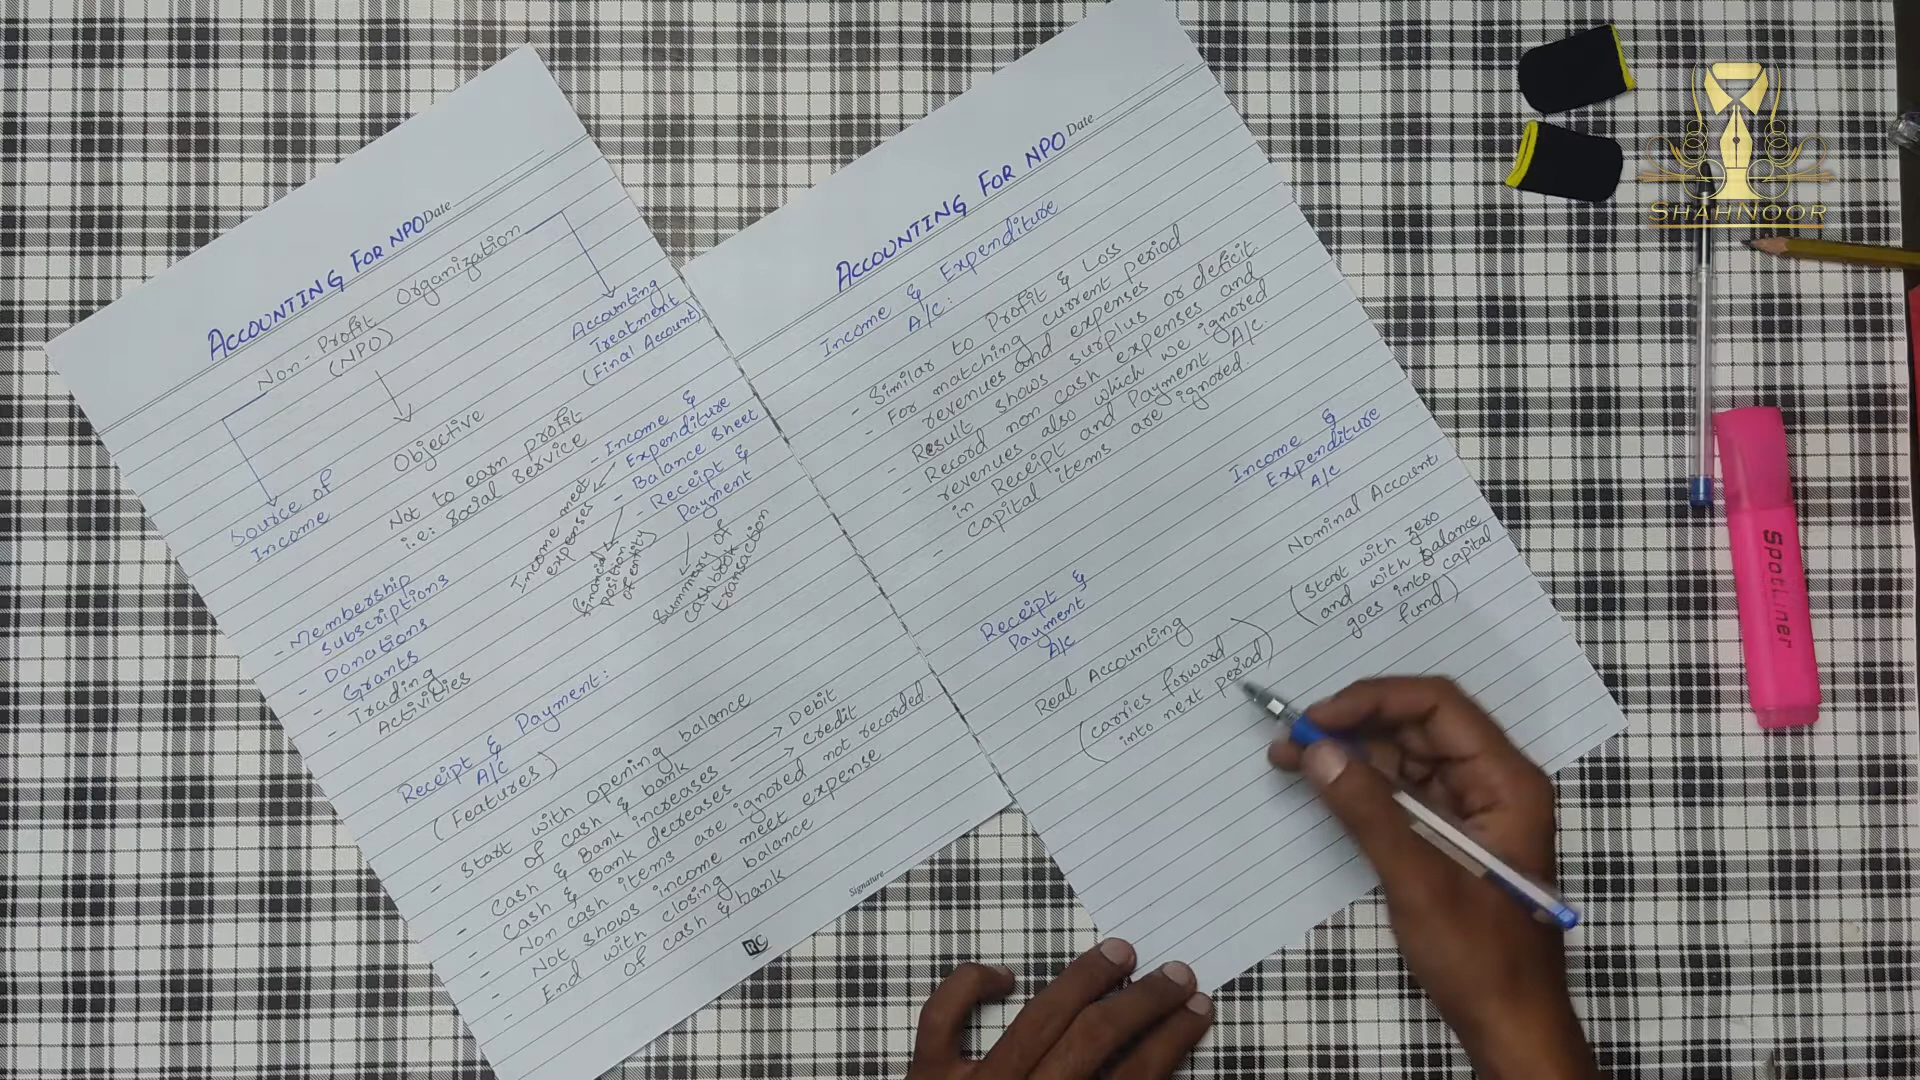 ACCOUNTING FOR NPO Date
Non-Profit Organization
(NPO)
Source of
Income
Objective
Accounting
Treatment
(Final Account)
- Membership
Subscriptions
- Donations
- Grants
- Trading
Activities
Not to earn profit
i.e: Social Service
- Income &
Expenditure
- Balance Sheet
- Receipt &
Payment
Income meet
expenses
financial
position
of entity
Summary of
cashbook
transaction
Receipt & Payment:
A/C
(Features)
- Start with opening balance
of cash & bank
- Cash & Bank increases → Debit
- Cash & Bank decreases → Credit
- Non cash items are ignored not recorded.
- Not shows income meet expense
- End with closing balance
of cash & bank
Signature
RC
ACCOUNTING FOR NPO Date
Income & Expenditure
A/C:
- Similar to Profit & Loss
- For matching current period
revenues and expenses
- Result shows surplus or deficit.
- Record non cash expenses and
revenues also which we ignored
in Receipt and Payment A/C.
- Capital items are ignored.
Receipt &
Payment
A/C
Real Accounting
(carries forward
into next period)
Income &
Expenditure
A/C
Nominal Account
(Start with zero
and with balance
goes into capital
fund)
Spotliner
SHAHNOOR